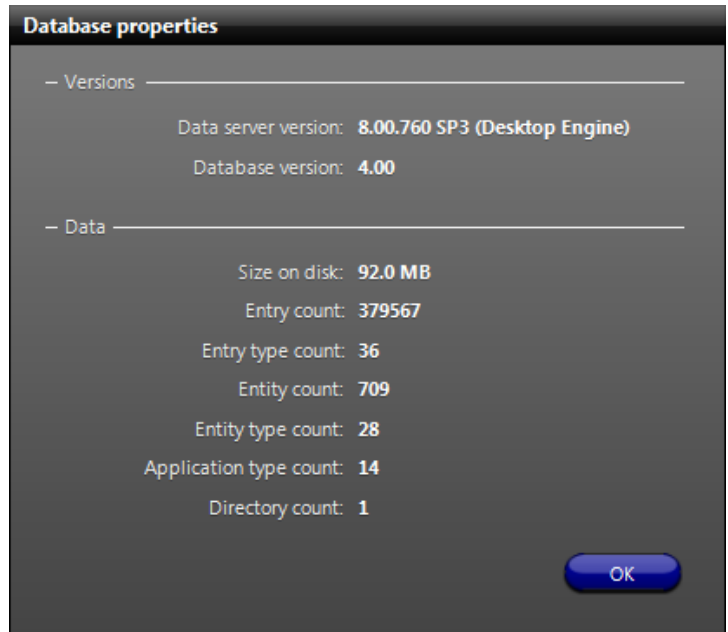 Database properties
Versions
Data server version: 8.00.760 SP3 (Desktop Engine)
Database version: 4.00
Data
Size on disk: 92.0 MB
Entry count: 379567
Entry type count: 36
Entity count: 709
Entity type count: 28
Application type count: 14
Directory count: 1
OK